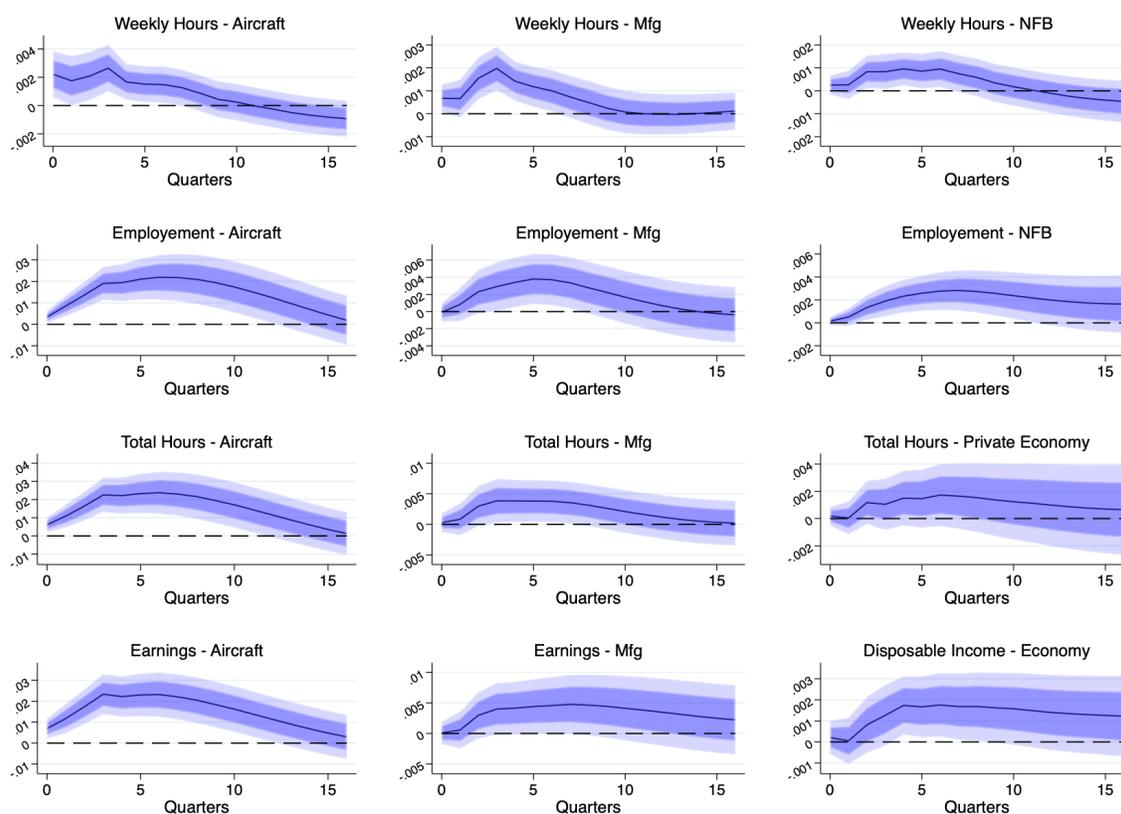 Weekly Hours - Aircraft
.004
.002
0
-.002
0 5 10 15
Quarters
Weekly Hours - Mfg
.003
.002
.001
0
-.001
0 5 10 15
Quarters
Weekly Hours - NFB
.002
.001
0
-.001
-.002
0 5 10 15
Quarters
Employement - Aircraft
.03
.02
.01
0
-.01
0 5 10 15
Quarters
Employement - Mfg
.006
.004
.002
0
-.002
-.004
0 5 10 15
Quarters
Employement - NFB
.006
.004
.002
0
-.002
0 5 10 15
Quarters
Total Hours - Aircraft
.04
.03
.02
.01
0
-.01
0 5 10 15
Quarters
Total Hours - Mfg
.01
.005
0
-.005
0 5 10 15
Quarters
Total Hours - Private Economy
.004
.002
0
-.002
0 5 10 15
Quarters
Earnings - Aircraft
.03
.02
.01
0
-.01
0 5 10 15
Quarters
Earnings - Mfg
.01
.005
0
-.005
0 5 10 15
Quarters
Disposable Income - Economy
.003
.002
.001
0
-.001
0 5 10 15
Quarters